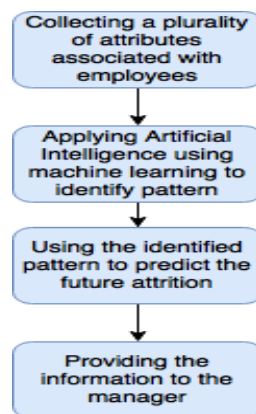 Collecting a plurality
of attributes
associated with
employees
Applying Artificial
Intelligence using
machine learning to
identify pattern
Using the identified
pattern to predict the
future attrition
Providing the
information to the
manager